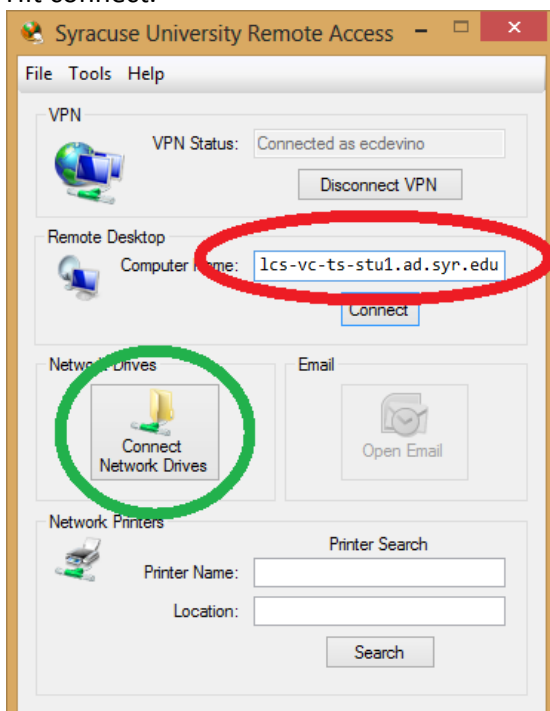 Hit connect.
Syracuse University Remote Access
File Tools Help
VPN
VPN Status: Connected as ecdevino
Disconnect VPN
Remote Desktop
Computer Name: lcs-vc-ts-stu1.ad.syr.edu
Connect
Network Drives
Connect
Network Drives
Email
Open Email
Network Printers
Printer Search
Printer Name:
Location:
Search